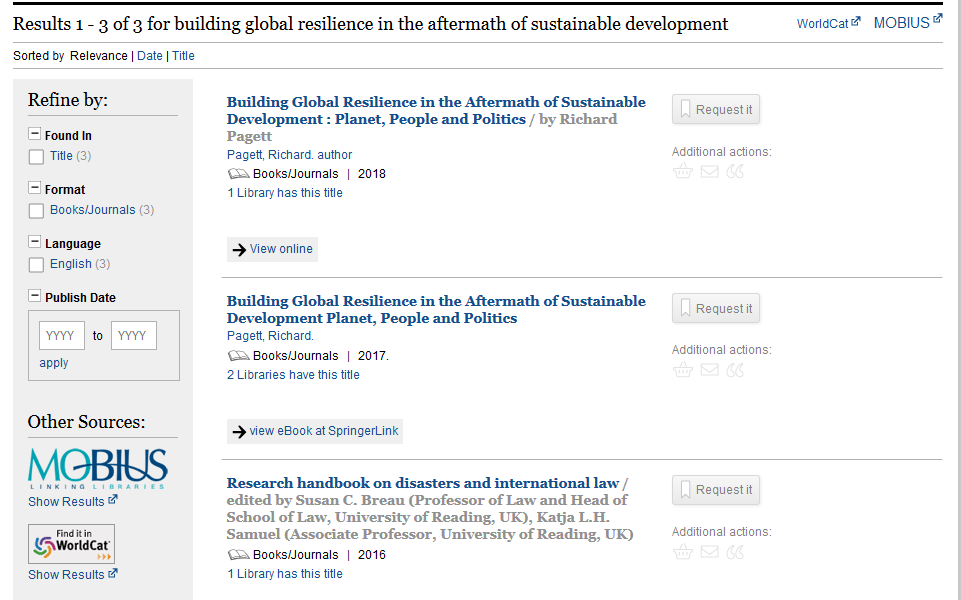 Results 1 - 3 of 3 for building global resilience in the aftermath of sustainable development
WorldCat MOBIUS
Sorted by Relevance | Date | Title
Refine by:
Found In
Title (3)
Format
Books/Journals (3)
Language
English (3)
Publish Date
YYYY to YYYY
apply
Other Sources:
MOBIUS
LINKING LIBRARIES
Show Results
Find it in
WorldCat
Show Results
Building Global Resilience in the Aftermath of Sustainable
Development : Planet, People and Politics / by Richard
Pagett
Pagett, Richard. author
Books/Journals | 2018
1 Library has this title
View online
Request it
Additional actions:
Building Global Resilience in the Aftermath of Sustainable
Development Planet, People and Politics
Pagett, Richard.
Books/Journals | 2017.
2 Libraries have this title
view eBook at SpringerLink
Request it
Additional actions:
Research handbook on disasters and international law /
edited by Susan C. Breau (Professor of Law and Head of
School of Law, University of Reading, UK), Katja L.H.
Samuel (Associate Professor, University of Reading, UK)
Books/Journals | 2016
1 Library has this title
Request it
Additional actions: